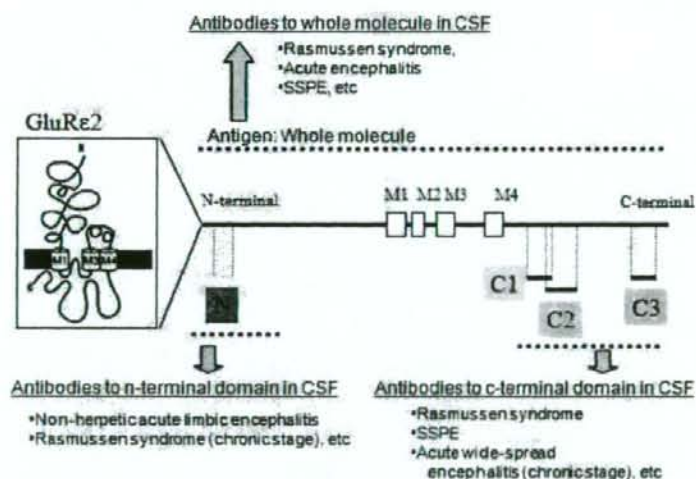 Antibodies to whole molecule in CSF
•Rasmussen syndrome,
•Acute encephalitis
•SSPE, etc
GluRε2
Antigen: Whole molecule
N-terminal
M1
M2
M3
M4
C-terminal
M1
M3
M4
N
C1
C2
C3
Antibodies to n-terminal domain in CSF
•Non-herpetic acute limbic encephalitis
•Rasmussen syndrome (chronic stage), etc
Antibodies to c-terminal domain in CSF
•Rasmussen syndrome
•SSPE
•Acute wide-spread
encephalitis (chronic stage), etc